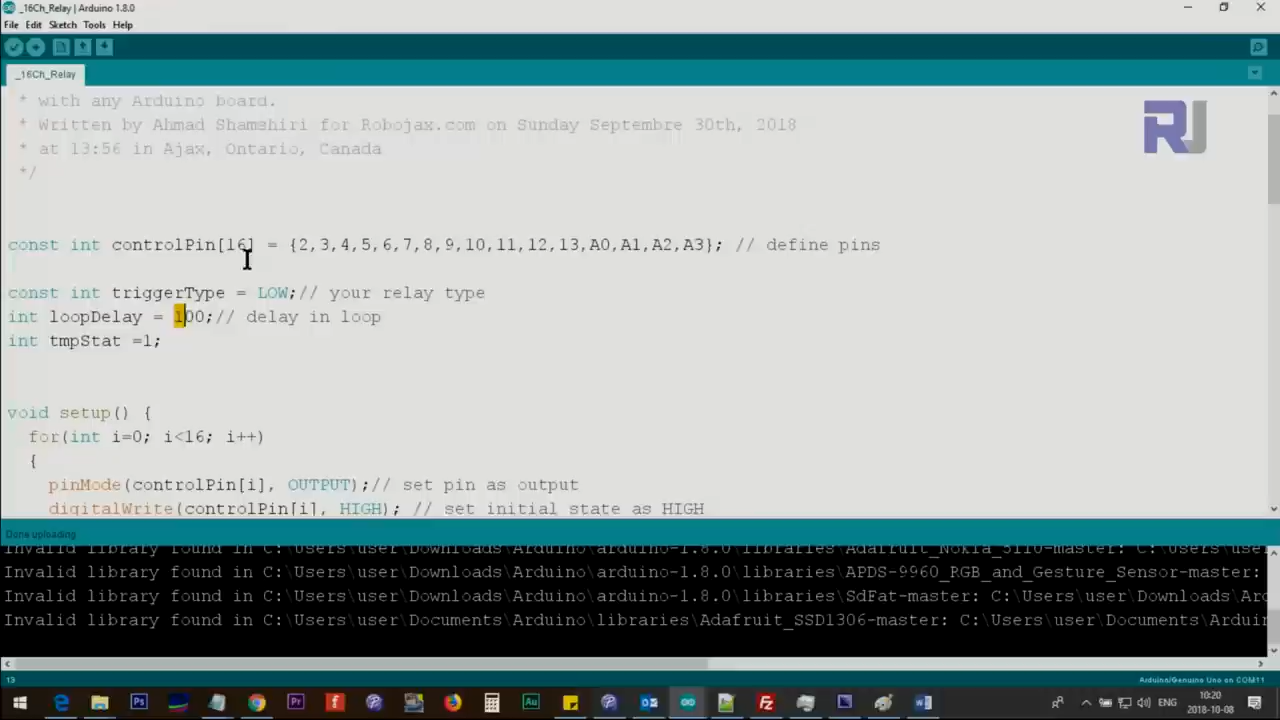 _16Ch_Relay | Arduino 1.8.0
File Edit Sketch Tools Help
_16Ch_Relay
* with any Arduino board.
* Written by Ahmad Shamshiri for Robojax.com on Sunday Septembre 30th, 2018
* at 13:56 in Ajax, Ontario, Canada
*/
RJ
const int controlPin[16] = {2,3,4,5,6,7,8,9,10,11,12,13,A0,A1,A2,A3}; // define pins
const int triggerType = LOW;// your relay type
int loopDelay = 100;// delay in loop
int tmpStat =1;
void setup() {
for(int i=0; i<16; i++)
{
pinMode(controlPin[i], OUTPUT);// set pin as output
digitalWrite(controlPin[i], HIGH); // set initial state as HIGH
Done uploading
Invalid library found in C:\Users\user\Downloads\Arduino\arduino-1.8.0\libraries\Adafruit_Nokia_5110-master: C:\Users\use
Invalid library found in C:\Users\user\Downloads\Arduino\arduino-1.8.0\libraries\APDS-9960_RGB_and_Gesture_Sensor-master:
Invalid library found in C:\Users\user\Downloads\Arduino\arduino-1.8.0\libraries\SdFat-master: C:\Users\user\Downloads\Ard
Invalid library found in C:\Users\user\Documents\Arduino\libraries\Adafruit_SSD1306-master: C:\Users\user\Documents\Arduin
13 Arduino/Genuino Uno on COM11
Ps Pr Au ENG 10:20
2018-10-08